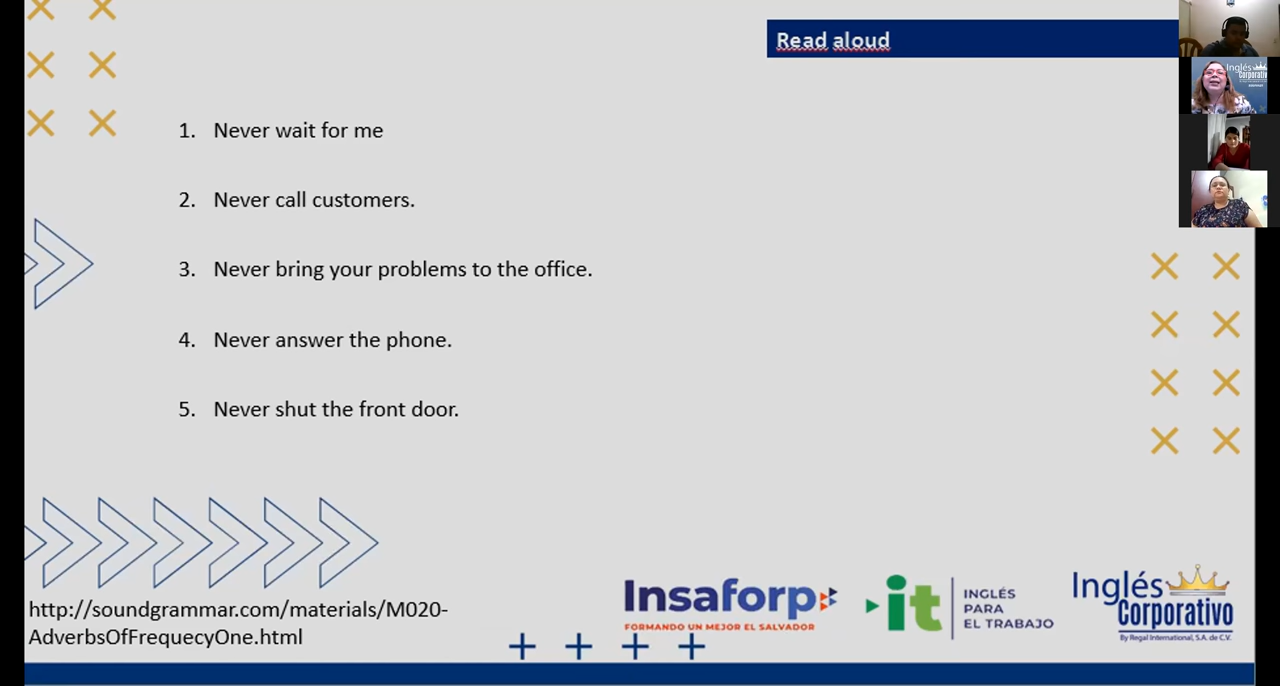 Read aloud
Inglés
Corporativo
1. Never wait for me
2. Never call customers.
3. Never bring your problems to the office.
4. Never answer the phone.
5. Never shut the front door.
http://soundgrammar.com/materials/M020-
AdverbsOfFrequecyOne.html
Insaforp
FORMANDO UN MEJOR EL SALVADOR
it
INGLÉS
PARA
EL TRABAJO
Inglés
Corporativo
By Regal International, S.A. de C.V.